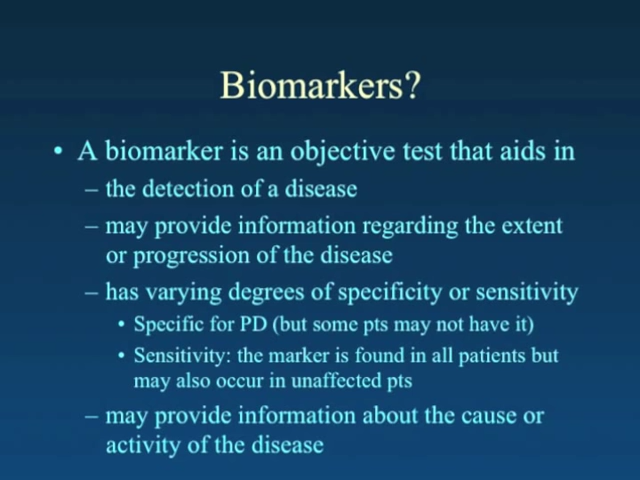 Biomarkers?
• A biomarker is an objective test that aids in
– the detection of a disease
– may provide information regarding the extent
or progression of the disease
– has varying degrees of specificity or sensitivity
• Specific for PD (but some pts may not have it)
• Sensitivity: the marker is found in all patients but
may also occur in unaffected pts
– may provide information about the cause or
activity of the disease